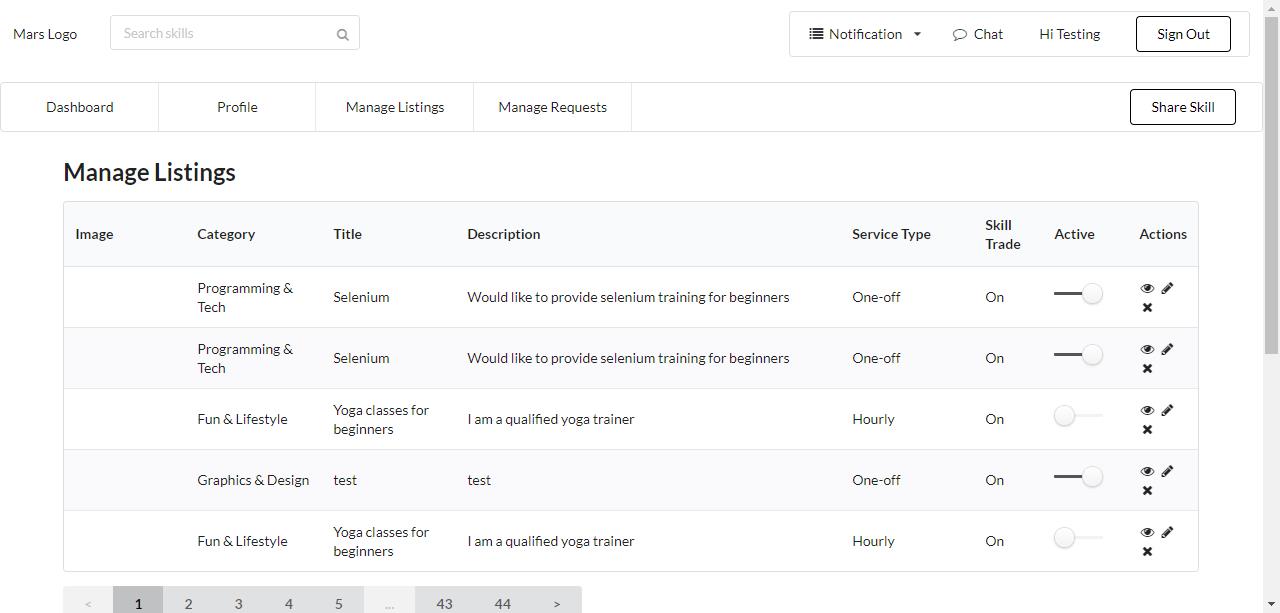 Mars Logo
Search skills
Notification
Chat
Hi Testing
Sign Out
Dashboard
Profile
Manage Listings
Manage Requests
Share Skill
Manage Listings
Image
Category
Title
Description
Service Type
Skill
Trade
Active
Actions
Programming &
Tech
Selenium
Would like to provide selenium training for beginners
One-off
On
Programming &
Tech
Selenium
Would like to provide selenium training for beginners
One-off
On
Fun & Lifestyle
Yoga classes for
beginners
I am a qualified yoga trainer
Hourly
On
Graphics & Design
test
test
One-off
On
Fun & Lifestyle
Yoga classes for
beginners
I am a qualified yoga trainer
Hourly
On
< 1 2 3 4 5 ... 43 44 >